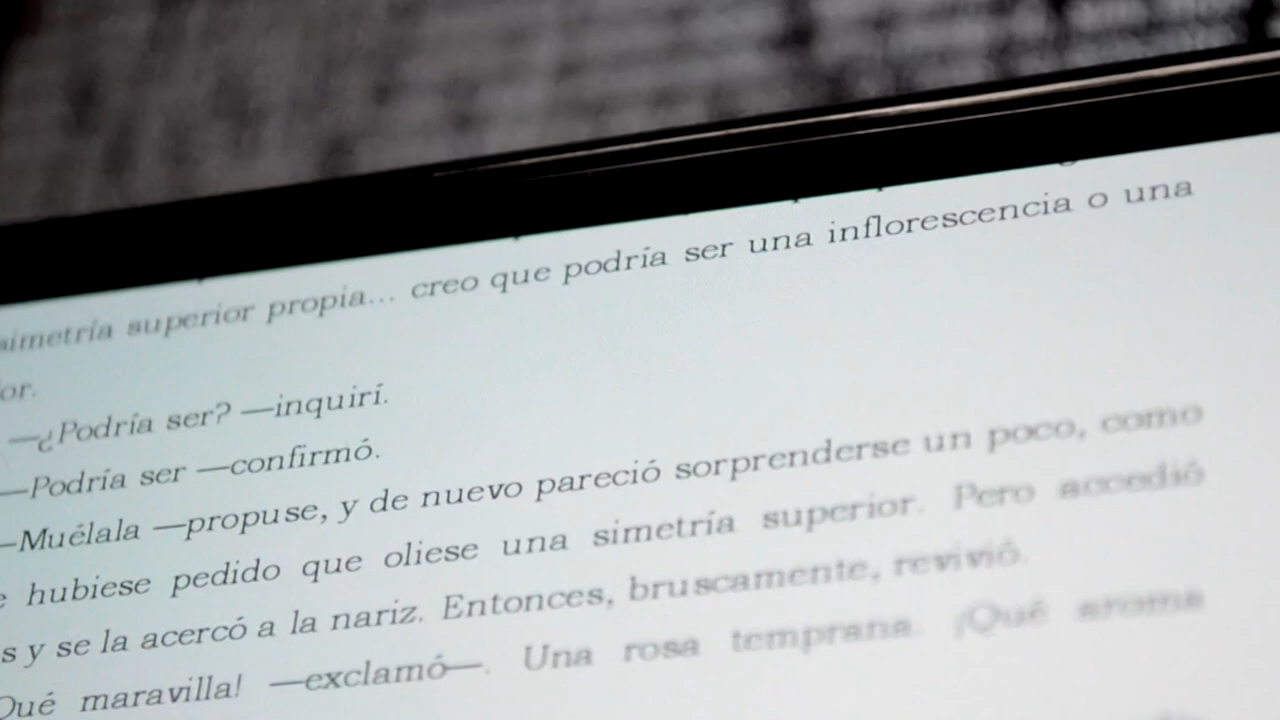 simetría superior propia... creo que podría ser una inflorescencia o una
or.
—¿Podría ser? —inquirí.
—Podría ser —confirmó.
—Muélala —propuse, y de nuevo pareció sorprenderse un poco, como
hubiese pedido que oliese una simetría superior. Pero accedió
s y se la acercó a la nariz. Entonces, bruscamente, revivió.
Qué maravilla! —exclamó—. Una rosa temprana. ¡Qué aroma